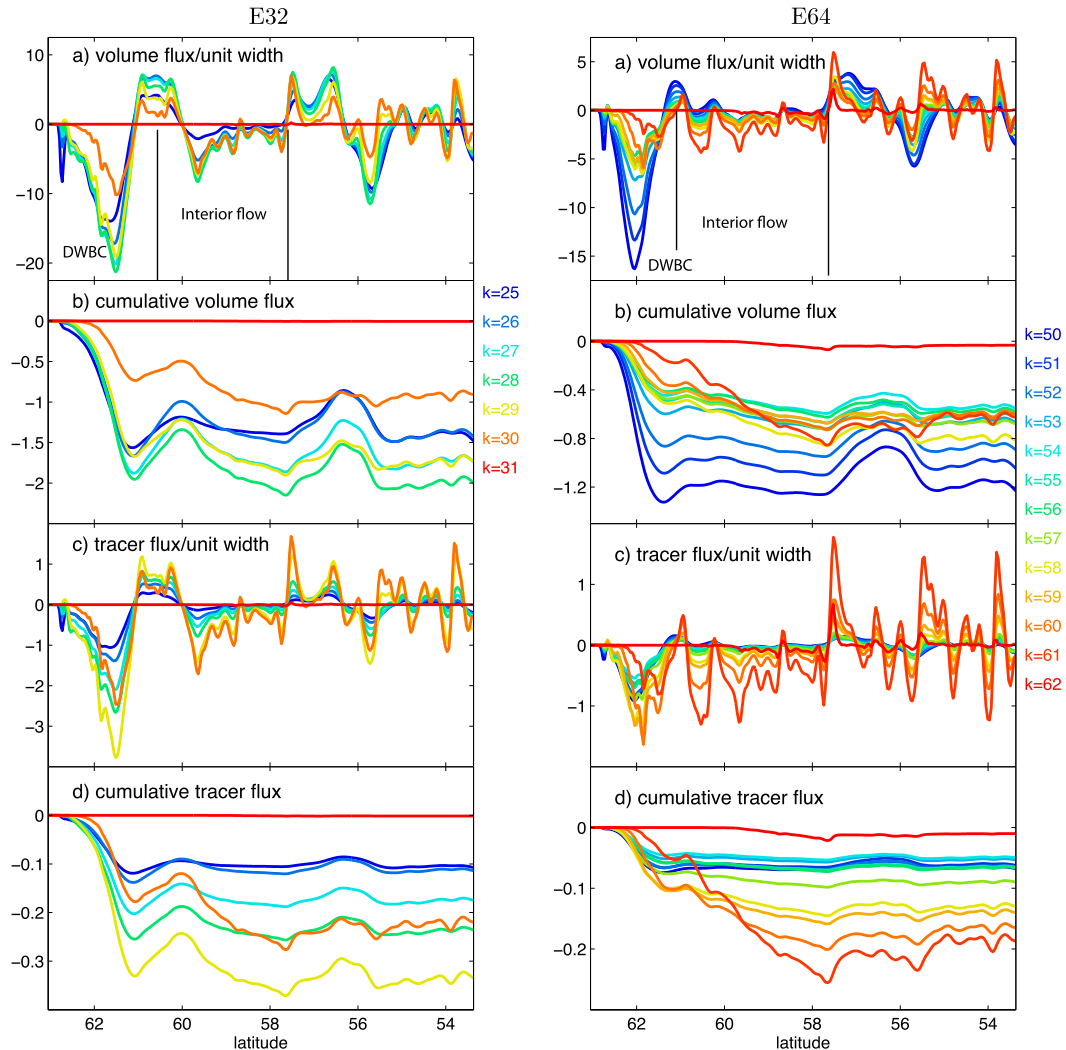 E32
E64
a) volume flux/unit width
10
0
−10
−20
DWBC
Interior flow
b) cumulative volume flux
0
−0.5
−1
−1.5
−2
k=25
k=26
k=27
k=28
k=29
k=30
k=31
c) tracer flux/unit width
1
0
−1
−2
−3
d) cumulative tracer flux
0
−0.1
−0.2
−0.3
62
60
58
56
54
latitude
a) volume flux/unit width
5
0
−5
−10
−15
Interior flow
DWBC
b) cumulative volume flux
0
−0.4
−0.8
−1.2
k=50
k=51
k=52
k=53
k=54
k=55
k=56
k=57
k=58
k=59
k=60
k=61
k=62
c) tracer flux/unit width
1
0
−1
d) cumulative tracer flux
0
−0.1
−0.2
62
60
58
56
54
latitude